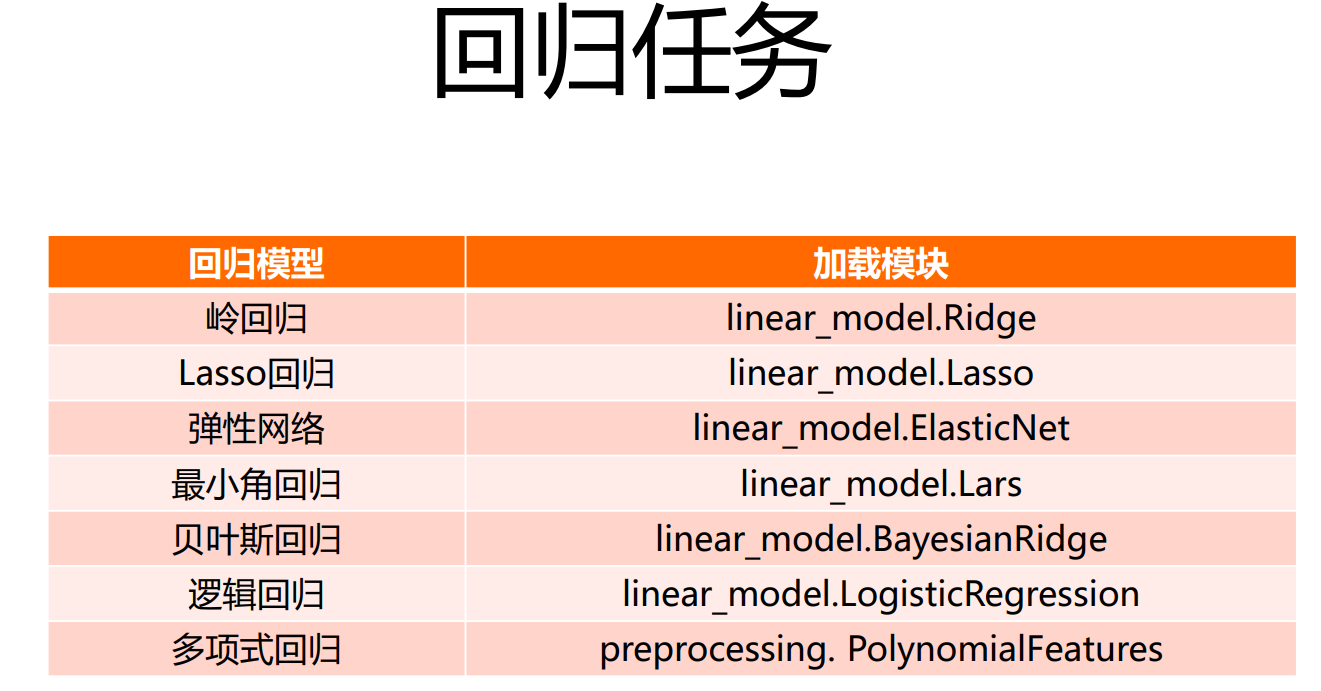 回归任务
回归模型 加载模块
岭回归 linear_model.Ridge
Lasso回归 linear_model.Lasso
弹性网络 linear_model.ElasticNet
最小角回归 linear_model.Lars
贝叶斯回归 linear_model.BayesianRidge
逻辑回归 linear_model.LogisticRegression
多项式回归 preprocessing. PolynomialFeatures